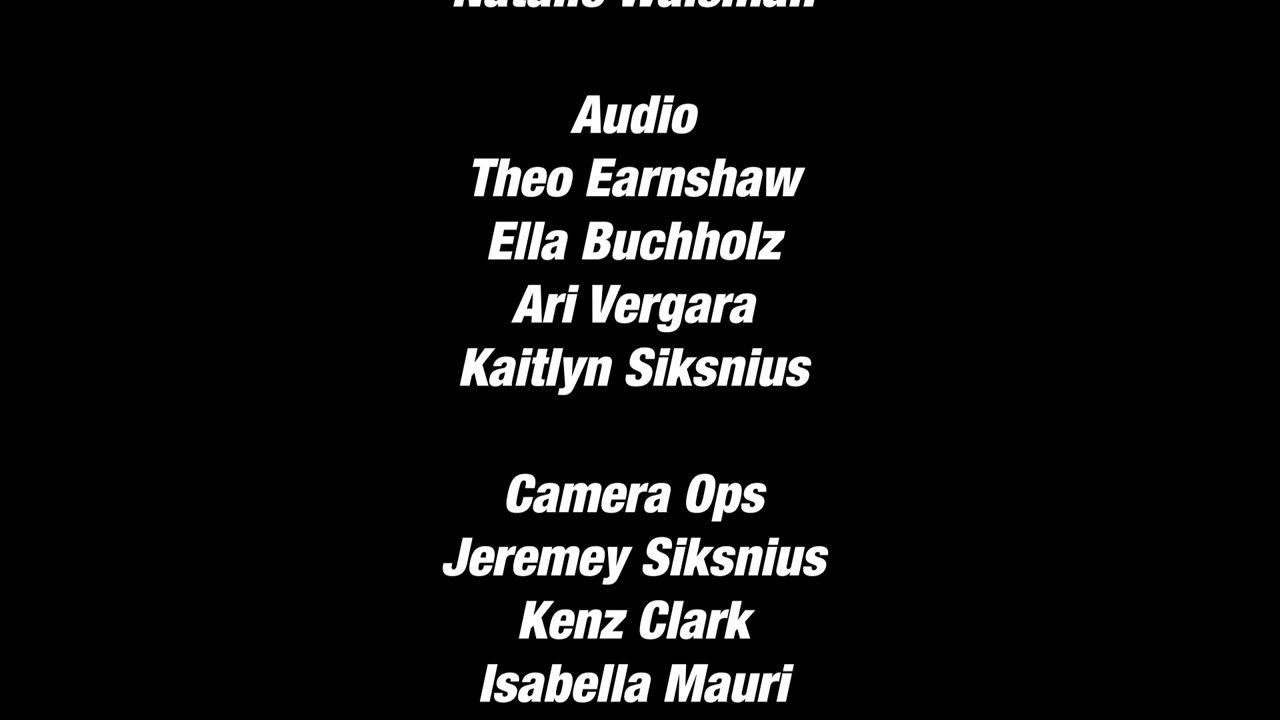 Audio
Theo Earnshaw
Ella Buchholz
Ari Vergara
Kaitlyn Siksnius
Camera Ops
Jeremey Siksnius
Kenz Clark
Isabella Mauri